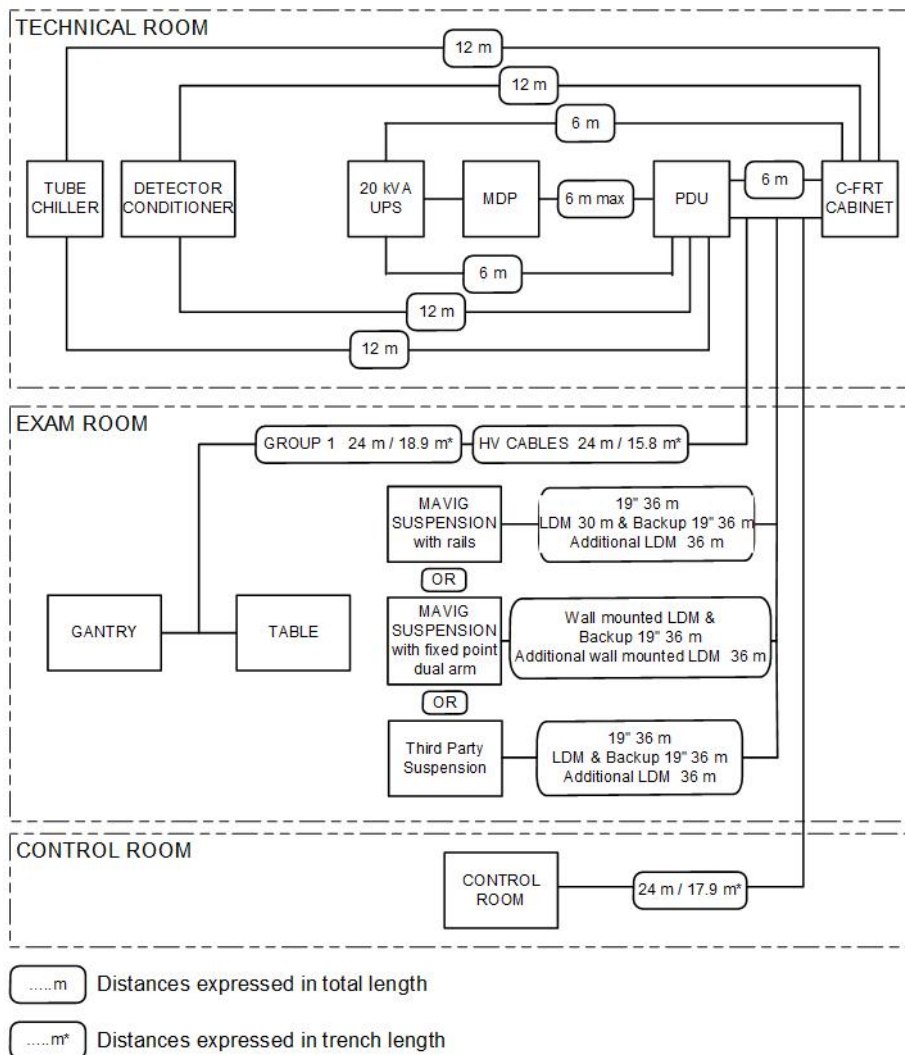 TECHNICAL ROOM
12 m
12 m
6 m
TUBE
CHILLER
DETECTOR
CONDITIONER
20 kVA
UPS
MDP
6 m max
PDU
6 m
C-FRT
CABINET
6 m
12 m
12 m
EXAM ROOM
GROUP 1 24 m / 18.9 m*
HV CABLES 24 m / 15.8 m*
MAVIG
SUSPENSION
with rails
19" 36 m
LDM 30 m & Backup 19" 36 m
Additional LDM 36 m
OR
GANTRY
TABLE
MAVIG
SUSPENSION
with fixed point
dual arm
Wall mounted LDM &
Backup 19" 36 m
Additional wall mounted LDM 36 m
OR
Third Party
Suspension
19" 36 m
LDM & Backup 19" 36 m
Additional LDM 36 m
CONTROL ROOM
CONTROL
ROOM
24 m / 17.9 m*
.....m Distances expressed in total length
.....m* Distances expressed in trench length